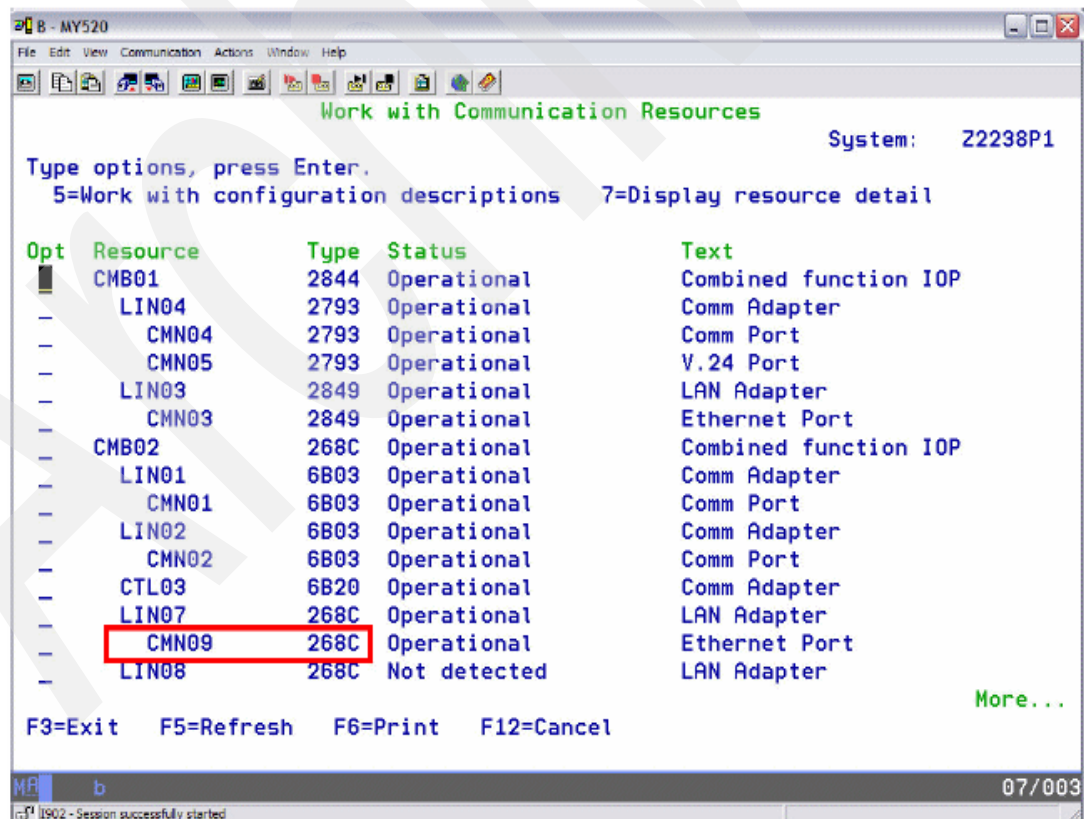 B - MY520
File Edit View Communication Actions Window Help
Work with Communication Resources
System: Z2238P1
Type options, press Enter.
5=Work with configuration descriptions 7=Display resource detail
Opt Resource Type Status Text
CMB01 2844 Operational Combined function IOP
_ LIN04 2793 Operational Comm Adapter
_ CMN04 2793 Operational Comm Port
_ CMN05 2793 Operational V.24 Port
_ LIN03 2849 Operational LAN Adapter
_ CMN03 2849 Operational Ethernet Port
_ CMB02 268C Operational Combined function IOP
_ LIN01 6B03 Operational Comm Adapter
_ CMN01 6B03 Operational Comm Port
_ LIN02 6B03 Operational Comm Adapter
_ CMN02 6B03 Operational Comm Port
_ CTL03 6B20 Operational Comm Adapter
_ LIN07 268C Operational LAN Adapter
_ CMN09 268C Operational Ethernet Port
_ LIN08 268C Not detected LAN Adapter
More...
F3=Exit F5=Refresh F6=Print F12=Cancel
MA b 07/003
I902 - Session successfully started